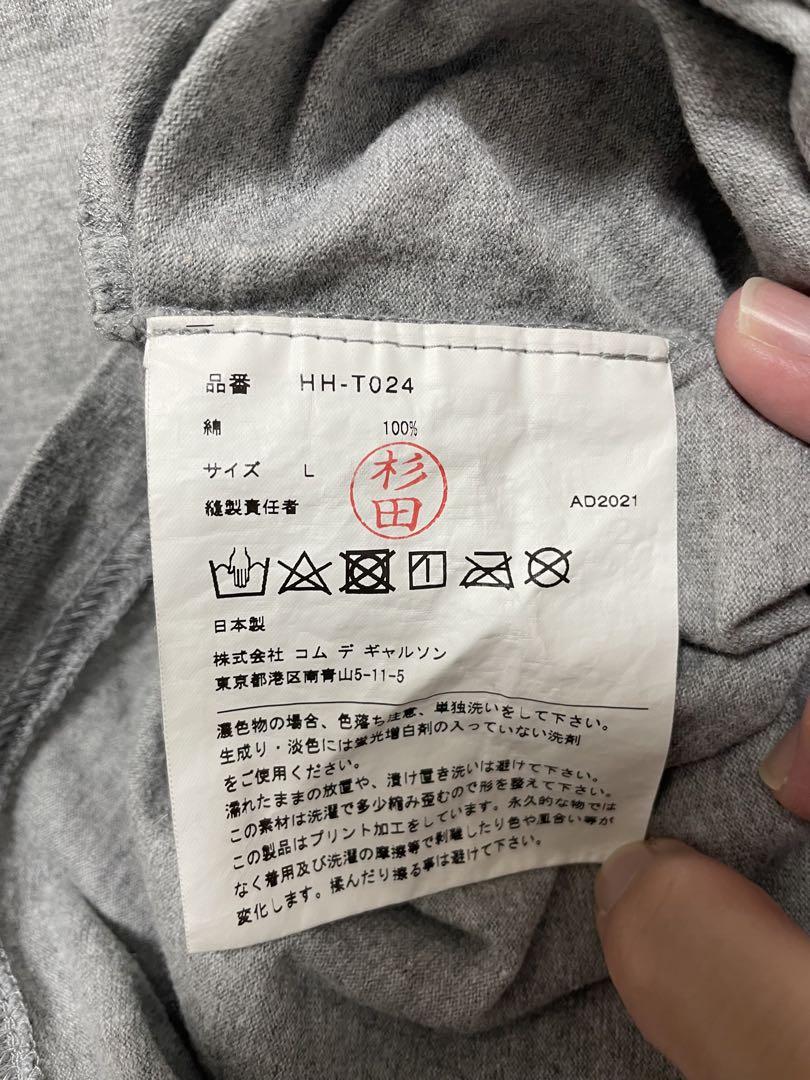 品番 HH-T024
綿 100%
サイズ L
杉田
縫製責任者 AD2021
日本製
株式会社 コム デ ギャルソン
東京都港区南青山5-11-5
濃色物の場合、色落ち注意、単独洗いをして下さい。
生成り・淡色には蛍光増白剤の入っていない洗剤
をご使用ください。
濡れたままの放置や、漬け置き洗いは避けて下さい。
この素材は洗濯で多少縮み歪むので形を整えて下さい。
この製品はプリント加工をしています。永久的な物では
なく着用及び洗濯の摩擦等で剥離したり色や風合い等が
変化します。揉んだり擦る事は避けて下さい。